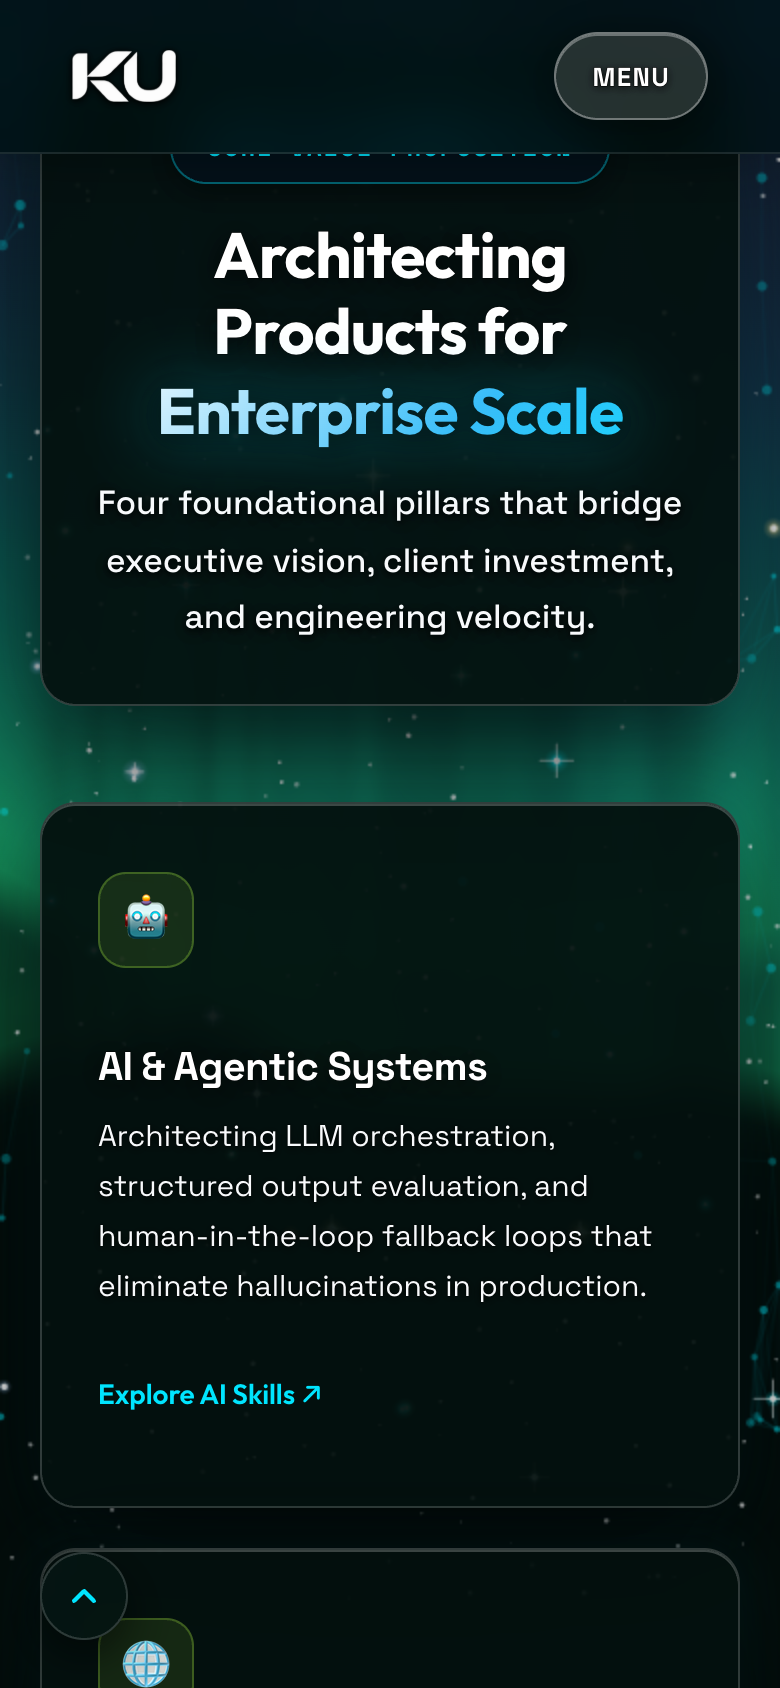 KU
MENU
Architecting
Products for
Enterprise Scale
Four foundational pillars that bridge
executive vision, client investment,
and engineering velocity.
AI & Agentic Systems
Architecting LLM orchestration,
structured output evaluation, and
human-in-the-loop fallback loops that
eliminate hallucinations in production.
Explore AI Skills ↗